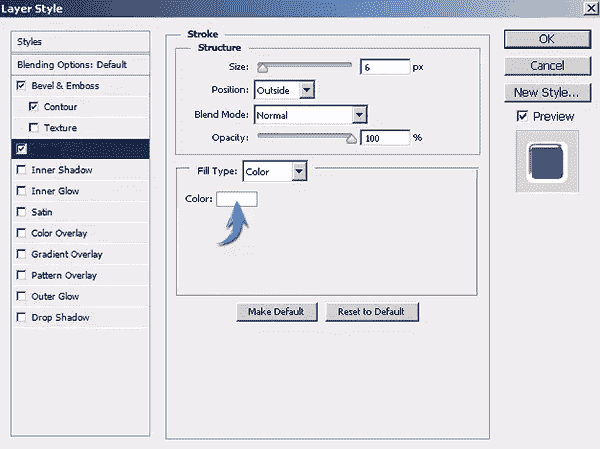 Layer Style
Styles
Blending Options: Default
Bevel & Emboss
Contour
Texture
Inner Shadow
Inner Glow
Satin
Color Overlay
Gradient Overlay
Pattern Overlay
Outer Glow
Drop Shadow
Stroke
Structure
Size: 6 px
Position: Outside
Blend Mode: Normal
Opacity: 100 %
Fill Type: Color
Color:
Make Default Reset to Default
OK
Cancel
New Style...
Preview